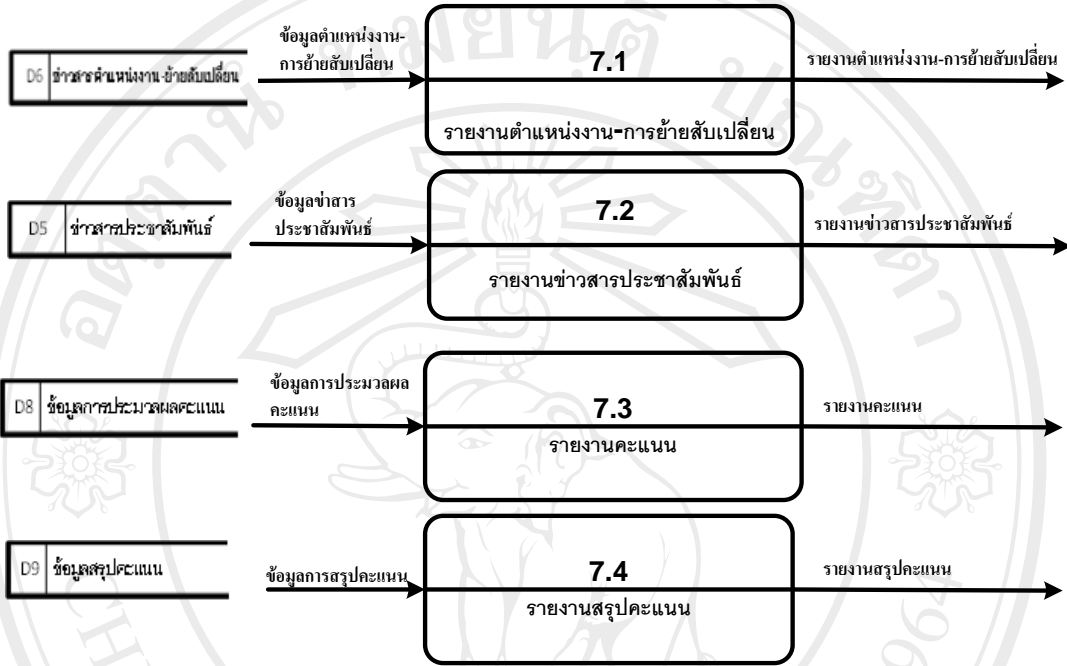 ข้อมูลตำแหน่งงาน-
การย้ายสับเปลี่ยน
D6 ข่าวสารตำแหน่งงาน-ย้ายสับเปลี่ยน
7.1
รายงานตำแหน่งงาน-การย้ายสับเปลี่ยน
รายงานตำแหน่งงาน-การย้ายสับเปลี่ยน
ข้อมูลข่าสาร
ประชาสัมพันธ์
D5 ข่าวสารประชาสัมพันธ์
7.2
รายงานข่าวสารประชาสัมพันธ์
รายงานข่าวสารประชาสัมพันธ์
ข้อมูลการประมวลผล
คะแนน
D8 ข้อมูลการประมวลผลคะแนน
7.3
รายงานคะแนน
รายงานคะแนน
D9 ข้อมูลสรุปคะแนน
ข้อมูลการสรุปคะแนน
7.4
รายงานสรุปคะแนน
รายงานสรุปคะแนน
อตฺตานํ ทมยนฺติ ปณฺฑิตา
1964